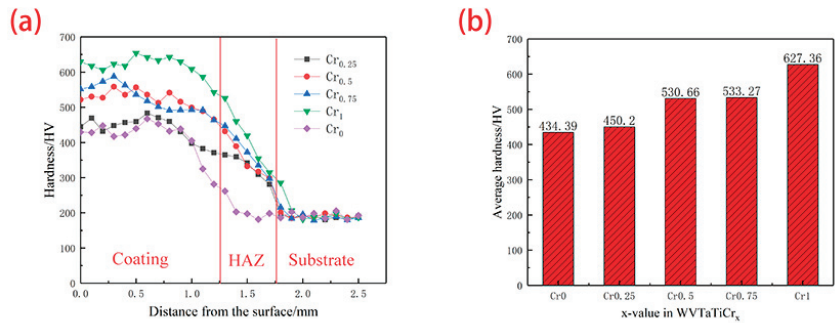 (a)
700
600
500
400
300
200
100
0
Hardness/HV
Cr0.25
Cr0.5
Cr0.75
Cr1
Cr0
Coating
HAZ
Substrate
0.0 0.5 1.0 1.5 2.0 2.5
Distance from the surface/mm
(b)
700
600
500
400
300
200
100
0
Average hardness/HV
434.39
450.2
530.66
533.27
627.36
Cr0 Cr0.25 Cr0.5 Cr0.75 Cr1
x-value in WVTaTiCrx